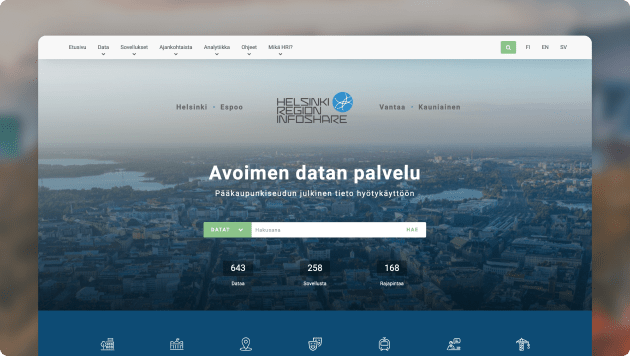 Etusivu Data Sovellukset Ajankohtaista Analytiikka Ohjeet Mikä HRI? FI EN SV
Helsinki • Espoo
HELSINKI
REGION
INFOSHARE
Vantaa • Kauniainen
Avoimen datan palvelu
Pääkaupunkiseudun julkinen tieto hyötykäyttöön
DATAT Hakusana HAE
643 258 168
Dataa Sovellusta Rajapintaa